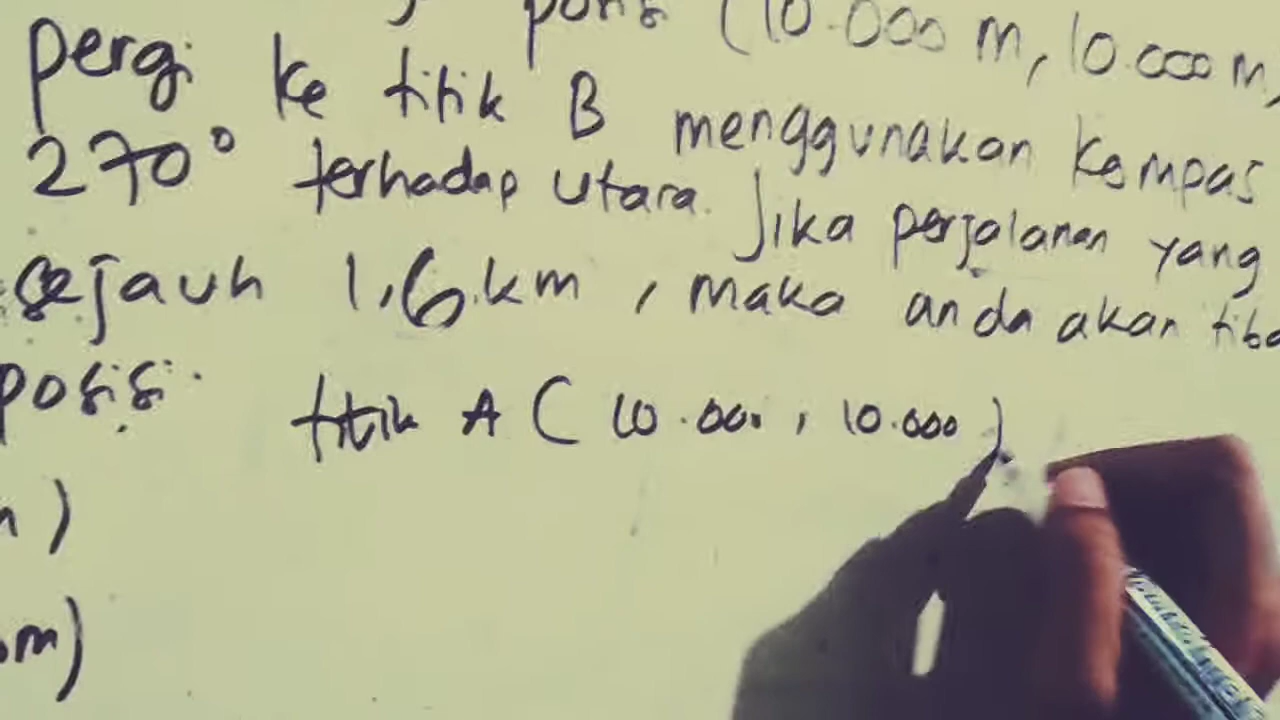 posisi (10.000 m, 10.000 m,
pergi ke titik B menggunakan kompas
270° terhadap utara. Jika perjalanan yang
sejauh 1,6 km, maka anda akan tiba
posisi. titik A (10.000, 10.000)
m)
m)